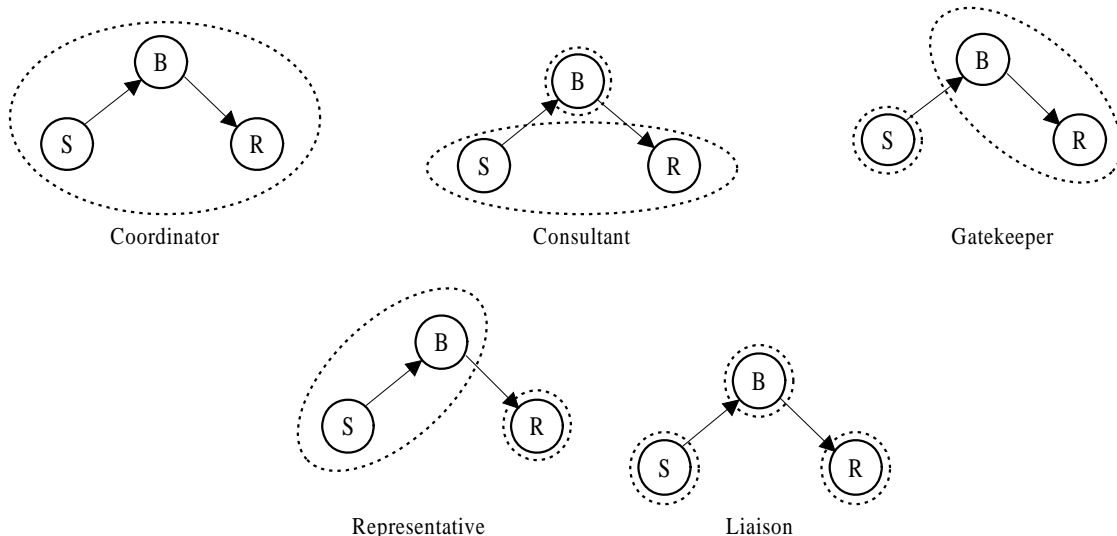 B
S
R
Coordinator
B
S
R
Consultant
B
S
R
Gatekeeper
B
S
R
Representative
B
S
R
Liaison